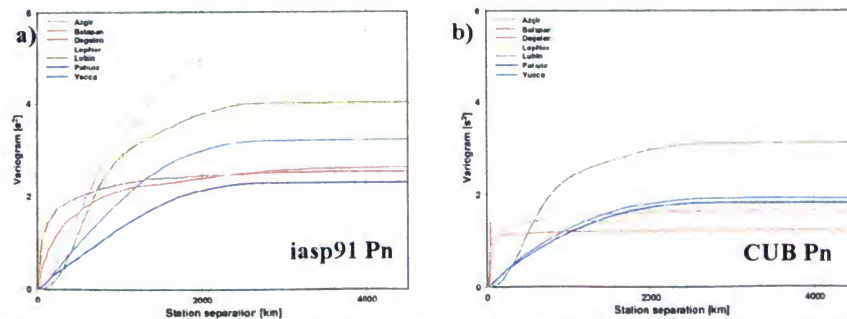 a)
Azgir
Balapan
Degelen
LopNor
Lubin
Pahute
Yucca
6
4
2
0
Variogram [s²]
iasp91 Pn
0
2000
4000
Station separation [km]
b)
Azgir
Balapan
Degelen
LopNor
Lubin
Pahute
Yucca
6
4
2
0
Variogram [s²]
CUB Pn
0
2000
4000
Station separation [km]